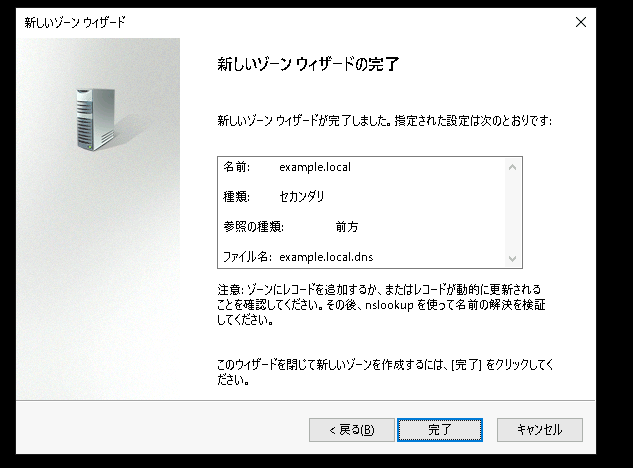 新しいゾーン ウィザード
新しいゾーン ウィザードの完了
新しいゾーン ウィザードが完了しました。指定された設定は次のとおりです:
名前: example.local
種類: セカンダリ
参照の種類: 前方
ファイル名: example.local.dns
注意: ゾーンにレコードを追加するか、またはレコードが動的に更新される
ことを確認してください。その後、nslookup を使って名前の解決を検証
してください。
このウィザードを閉じて新しいゾーンを作成するには、[完了] をクリックしてく
ださい。
< 戻る(B) 完了 キャンセル